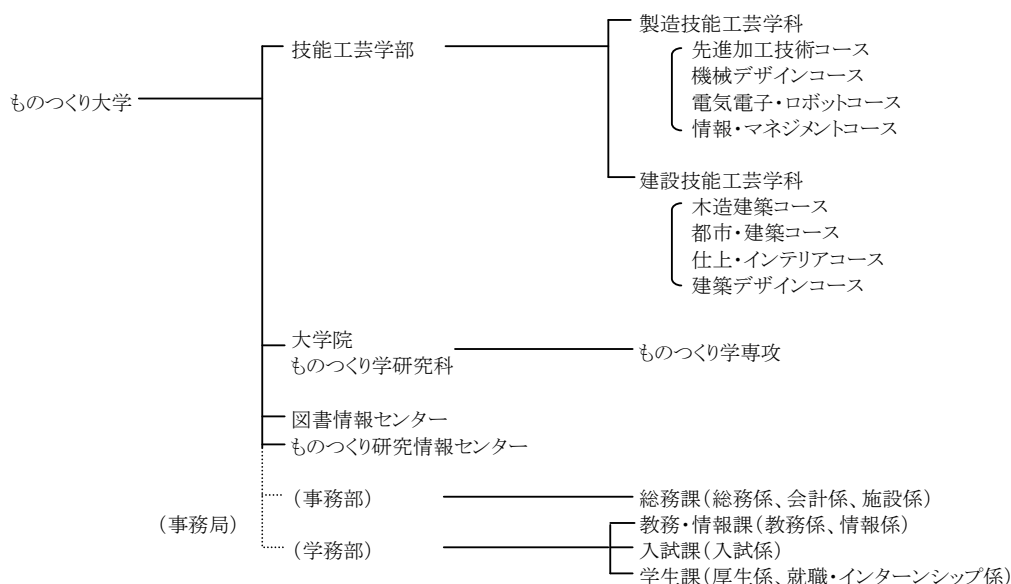 ものつくり大学
技能工芸学部
製造技能工芸学科
先進加工技術コース
機械デザインコース
電気電子・ロボットコース
情報・マネジメントコース
建設技能工芸学科
木造建築コース
都市・建築コース
仕上・インテリアコース
建築デザインコース
大学院
ものつくり学研究科
ものつくり学専攻
図書情報センター
ものつくり研究情報センター
(事務局)
(事務部)
総務課(総務係、会計係、施設係)
(学務部)
教務・情報課(教務係、情報係)
入試課(入試係)
学生課(厚生係、就職・インターンシップ係)